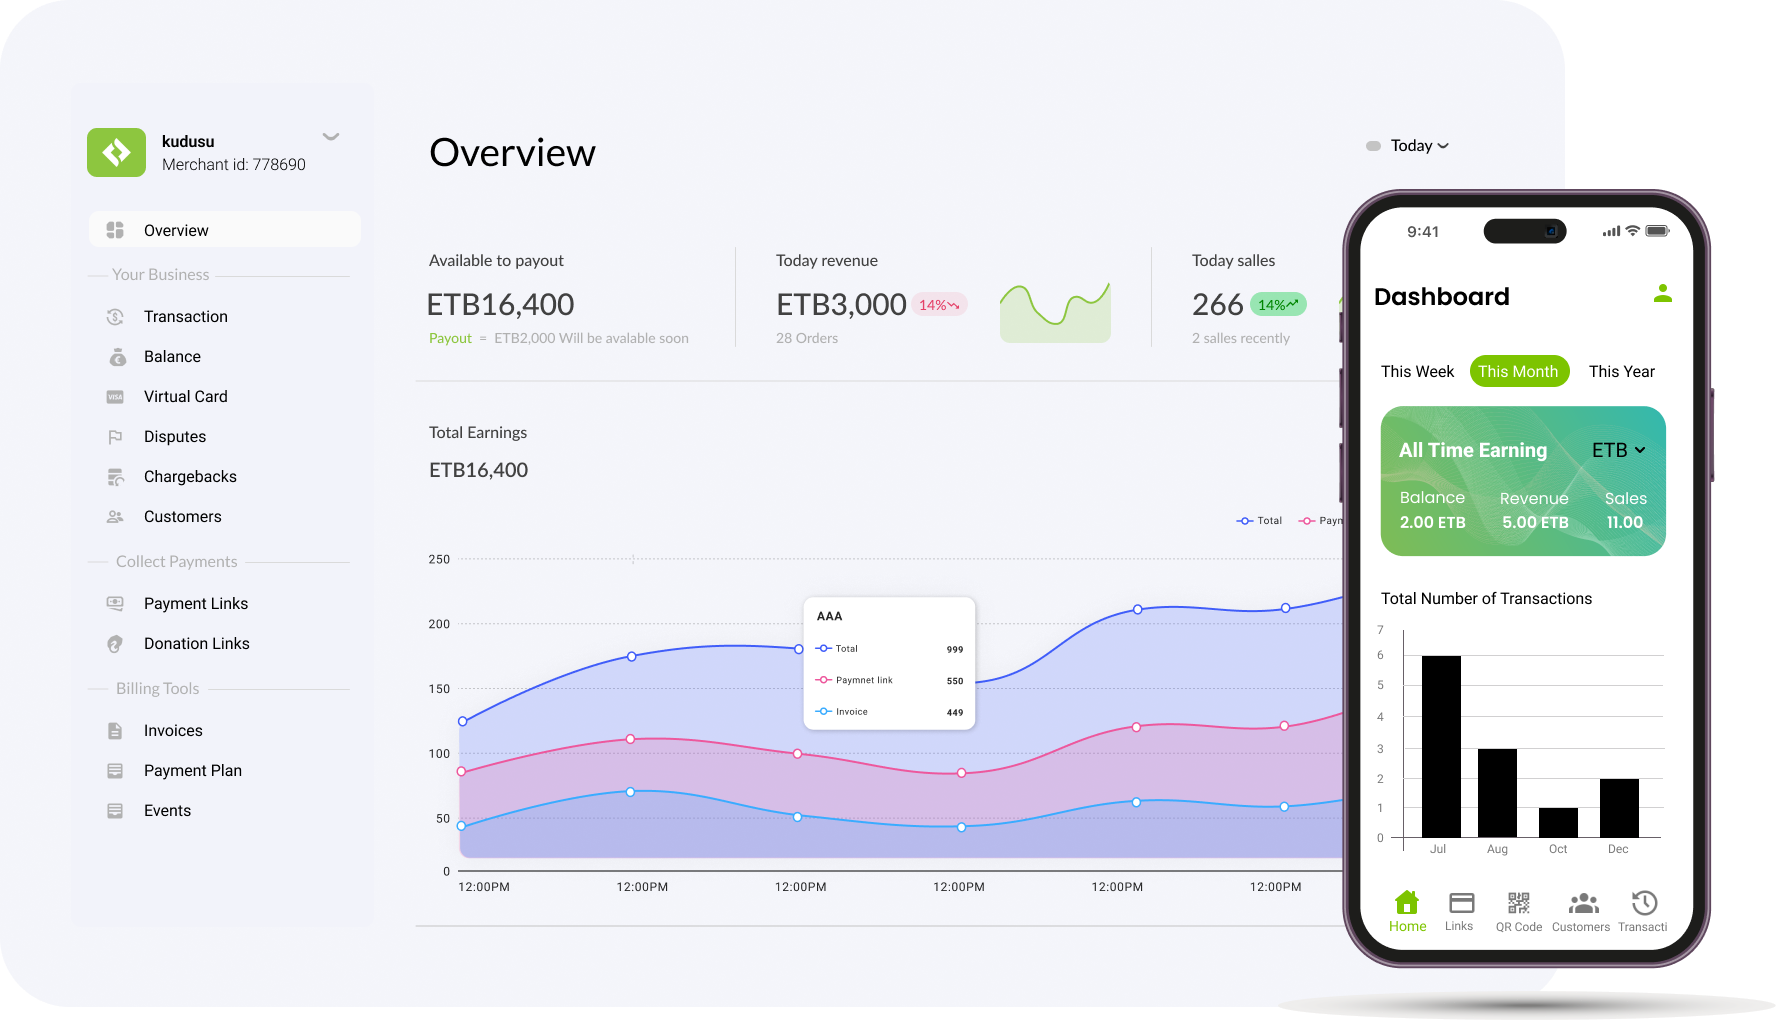 kudusu
Merchant id: 778690
Overview
Your Business
Transaction
Balance
VISA
Virtual Card
Disputes
Chargebacks
Customers
Collect Payments
Payment Links
Donation Links
Billing Tools
Invoices
Payment Plan
Events
Overview
Today
Available to payout
ETB16,400
Payout = ETB2,000 Will be avalable soon
Today revenue
ETB3,000 14%
28 Orders
Today salles
266 14%
2 salles recently
Total Earnings
ETB16,400
Total Paym
250
200
150
100
50
0
AAA
Total 999
Paymnet link 550
Invoice 449
12:00PM 12:00PM 12:00PM 12:00PM 12:00PM 12:00PM
9:41
Dashboard
This Week This Month This Year
All Time Earning ETB
Balance Revenue Sales
2.00 ETB 5.00 ETB 11.00
Total Number of Transactions
7
6
5
4
3
2
1
0
Jul Aug Oct Dec
Home Links QR Code Customers Transacti